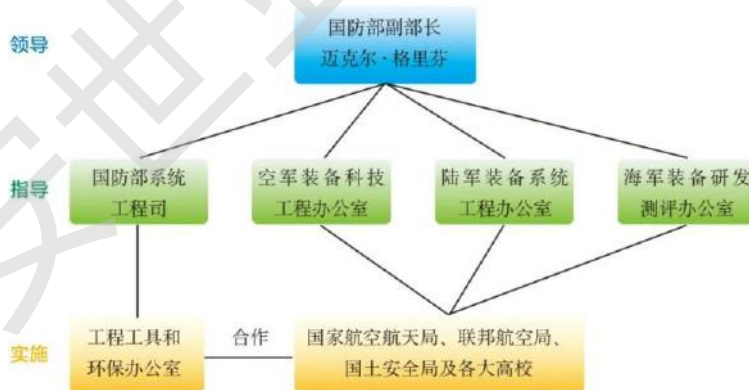 领导
国防部副部长
迈克尔·格里芬
指导
国防部系统
工程司
空军装备科技
工程办公室
陆军装备系统
工程办公室
海军装备研发
测评办公室
实施
工程工具和
环保办公室
合作
国家航空航天局、联邦航空局、
国土安全局及各大高校